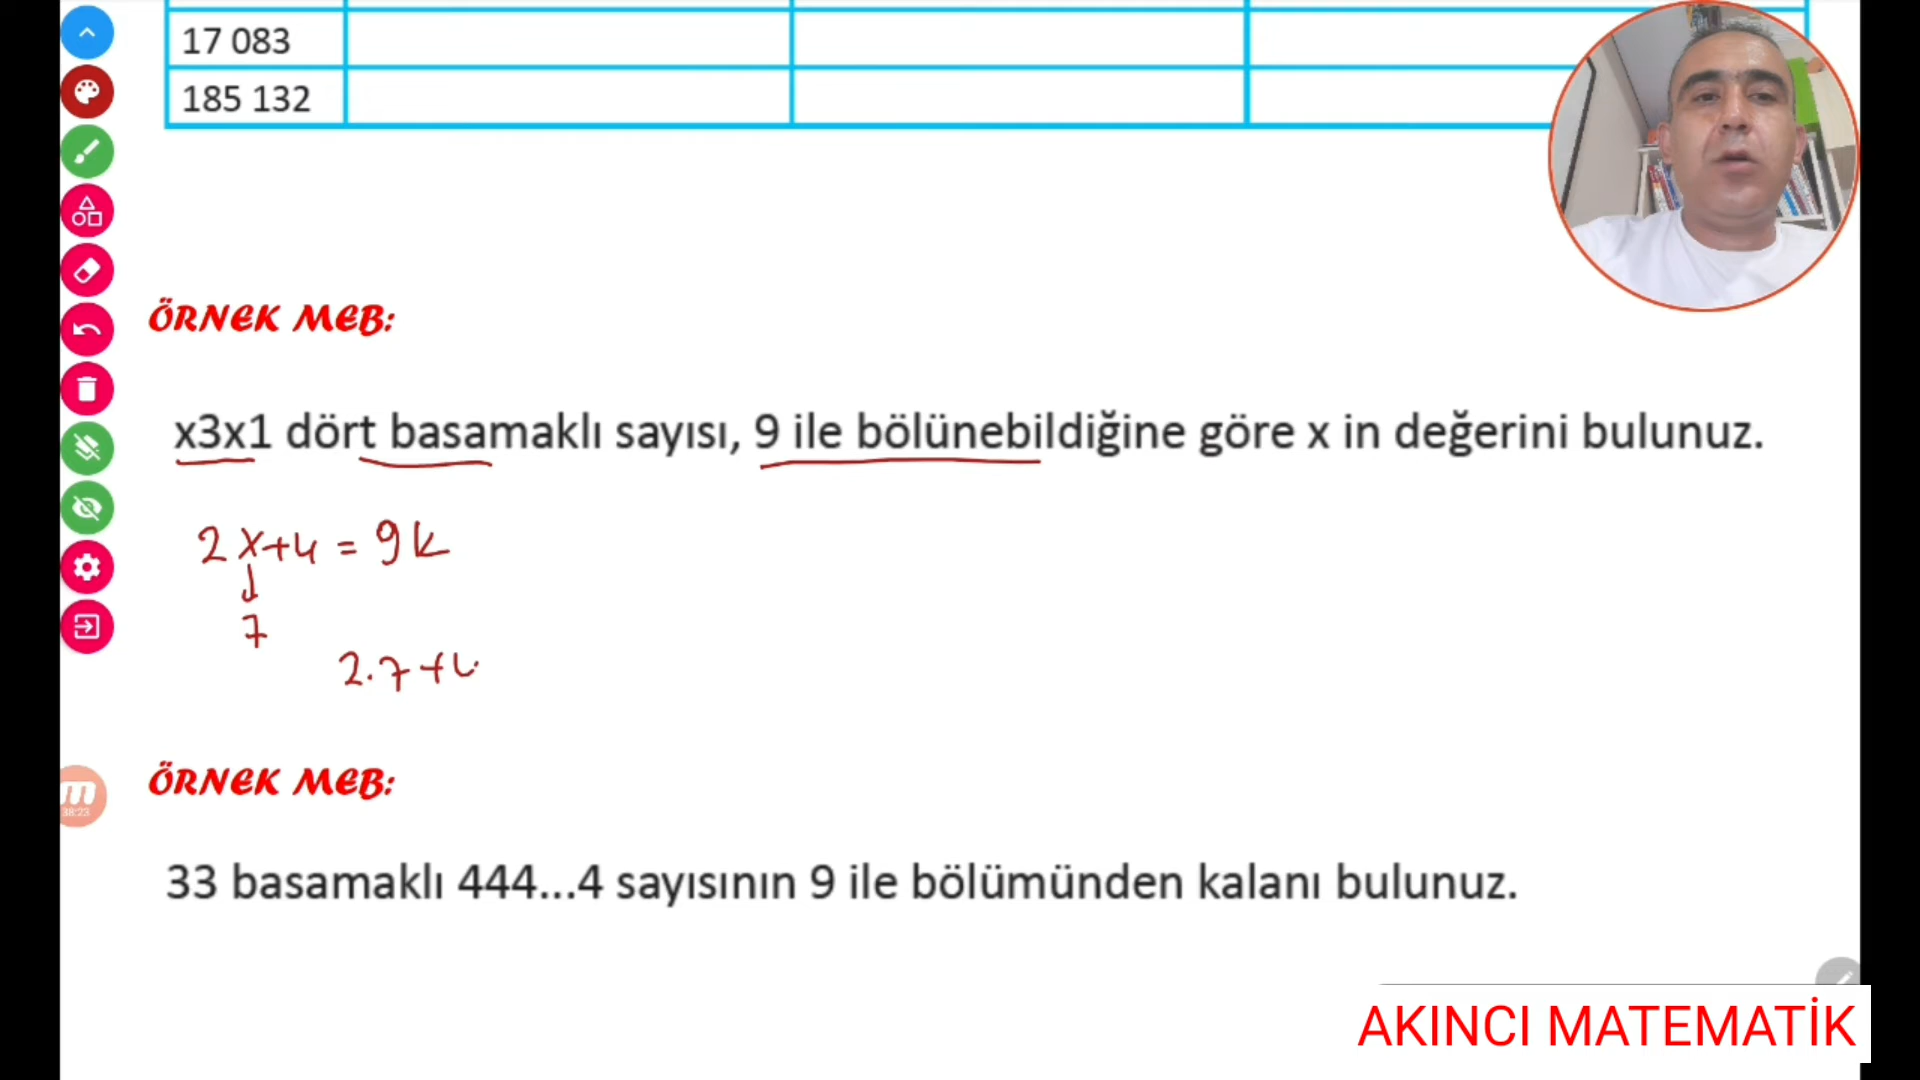 17 083
185 132
ÖRNEK MEB:
x3x1 dört basamaklı sayısı, 9 ile bölünebildiğine göre x in değerini bulunuz.
2x+4 = 9k
7
2.7+4
ÖRNEK MEB:
m
38:23
33 basamaklı 444...4 sayısının 9 ile bölümünden kalanı bulunuz.
AKINCI MATEMATİK